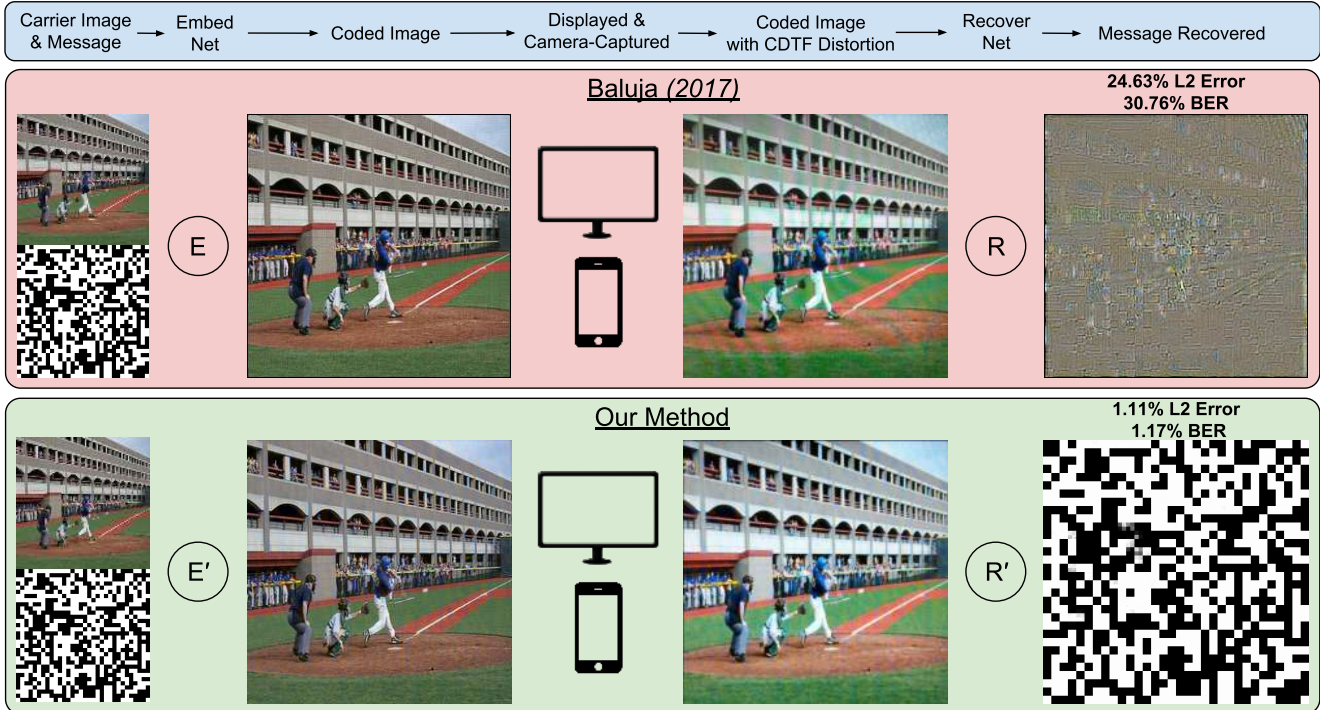 Carrier Image
& Message
Embed
Net
Coded Image
Displayed &
Camera-Captured
Coded Image
with CDTF Distortion
Recover
Net
Message Recovered
Baluja (2017)
24.63% L2 Error
30.76% BER
E
R
Our Method
1.11% L2 Error
1.17% BER
E′
R′